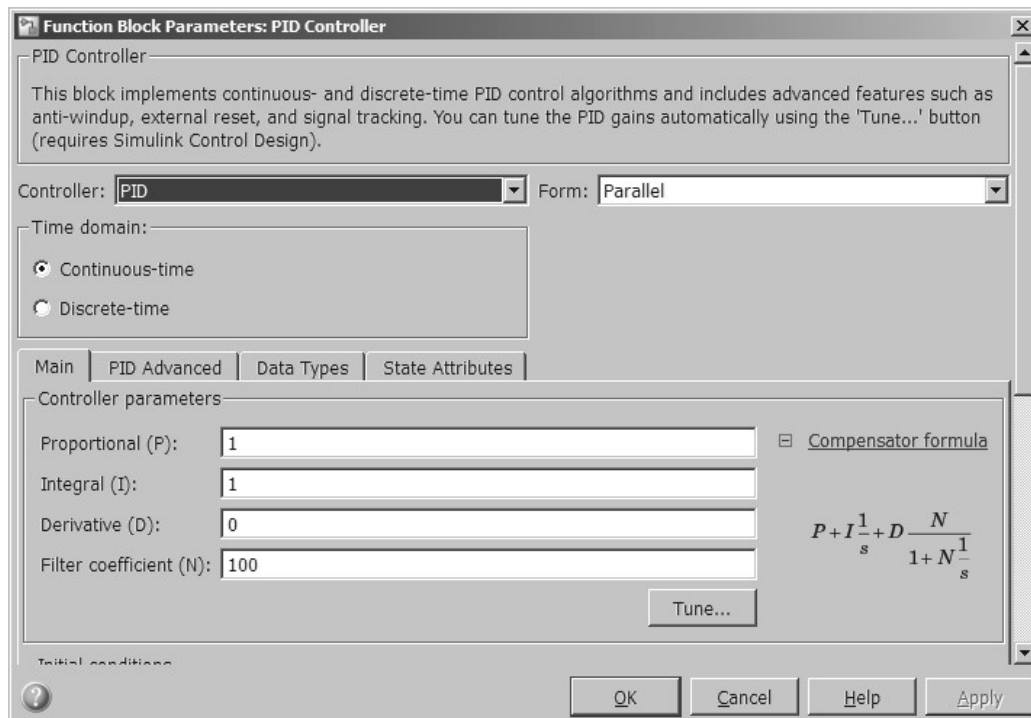 Function Block Parameters: PID Controller
PID Controller
This block implements continuous- and discrete-time PID control algorithms and includes advanced features such as
anti-windup, external reset, and signal tracking. You can tune the PID gains automatically using the 'Tune...' button
(requires Simulink Control Design).
Controller: PID Form: Parallel
Time domain:
Continuous-time
Discrete-time
Main PID Advanced Data Types State Attributes
Controller parameters
Proportional (P): 1
Compensator formula
Integral (I): 1
Derivative (D): 0
Filter coefficient (N): 100
P + I 1/s + D N/(1 + N 1/s)
Tune...
Initial conditions
OK Cancel Help Apply